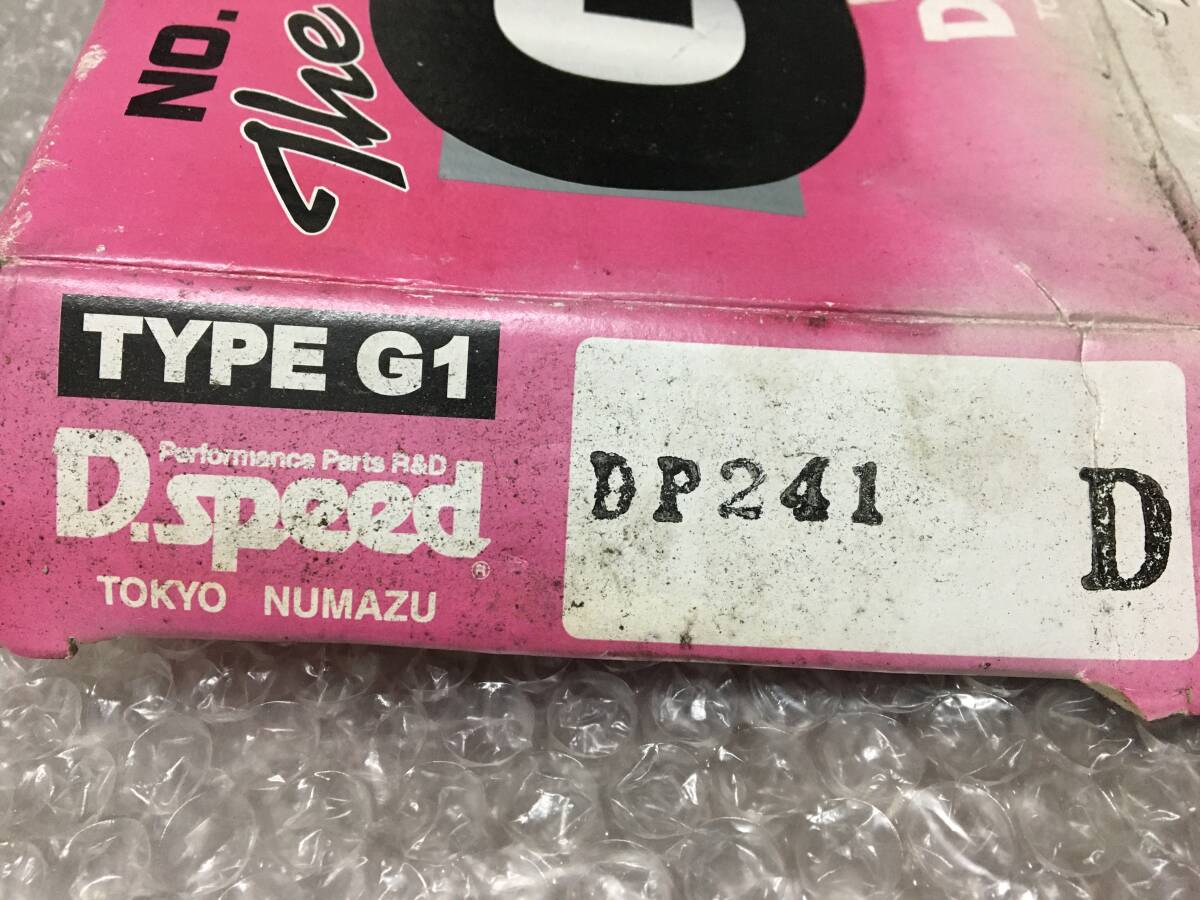 NO.
The
D
TYPE G1
Performance Parts R&D
D.speed®
TOKYO NUMAZU
DP241 D